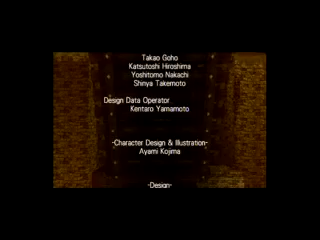 Takao Goho
Katsutoshi Hiroshima
Yoshitomo Nakachi
Shinya Takemoto
Design Data Operator
Kentaro Yamamoto
-Character Design & Illustration-
Ayami Kojima
-Design-